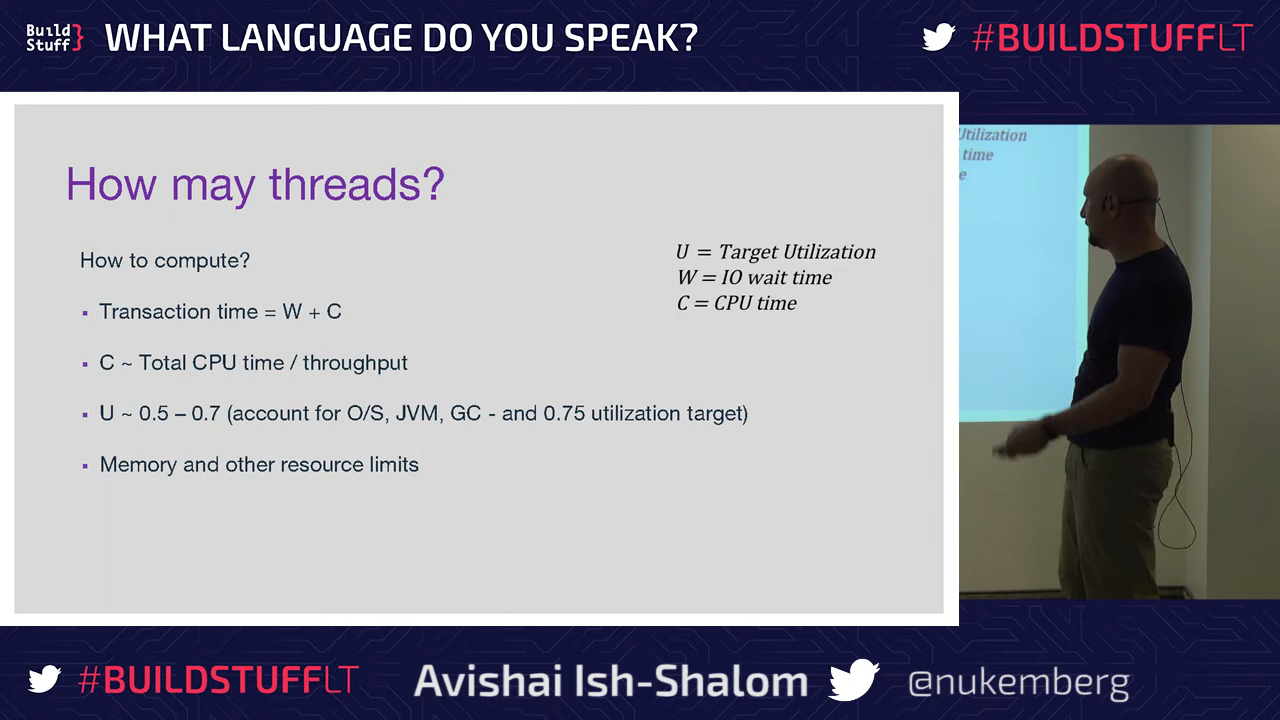 Build
Stuff}
WHAT LANGUAGE DO YOU SPEAK?
#BUILDSTUFFLT
How may threads?
How to compute?
▪ Transaction time = W + C
▪ C ~ Total CPU time / throughput
▪ U ~ 0.5 – 0.7 (account for O/S, JVM, GC - and 0.75 utilization target)
▪ Memory and other resource limits
U = Target Utilization
W = IO wait time
C = CPU time
Utilization
time
e
#BUILDSTUFFLT
Avishai Ish-Shalom
@nukemberg